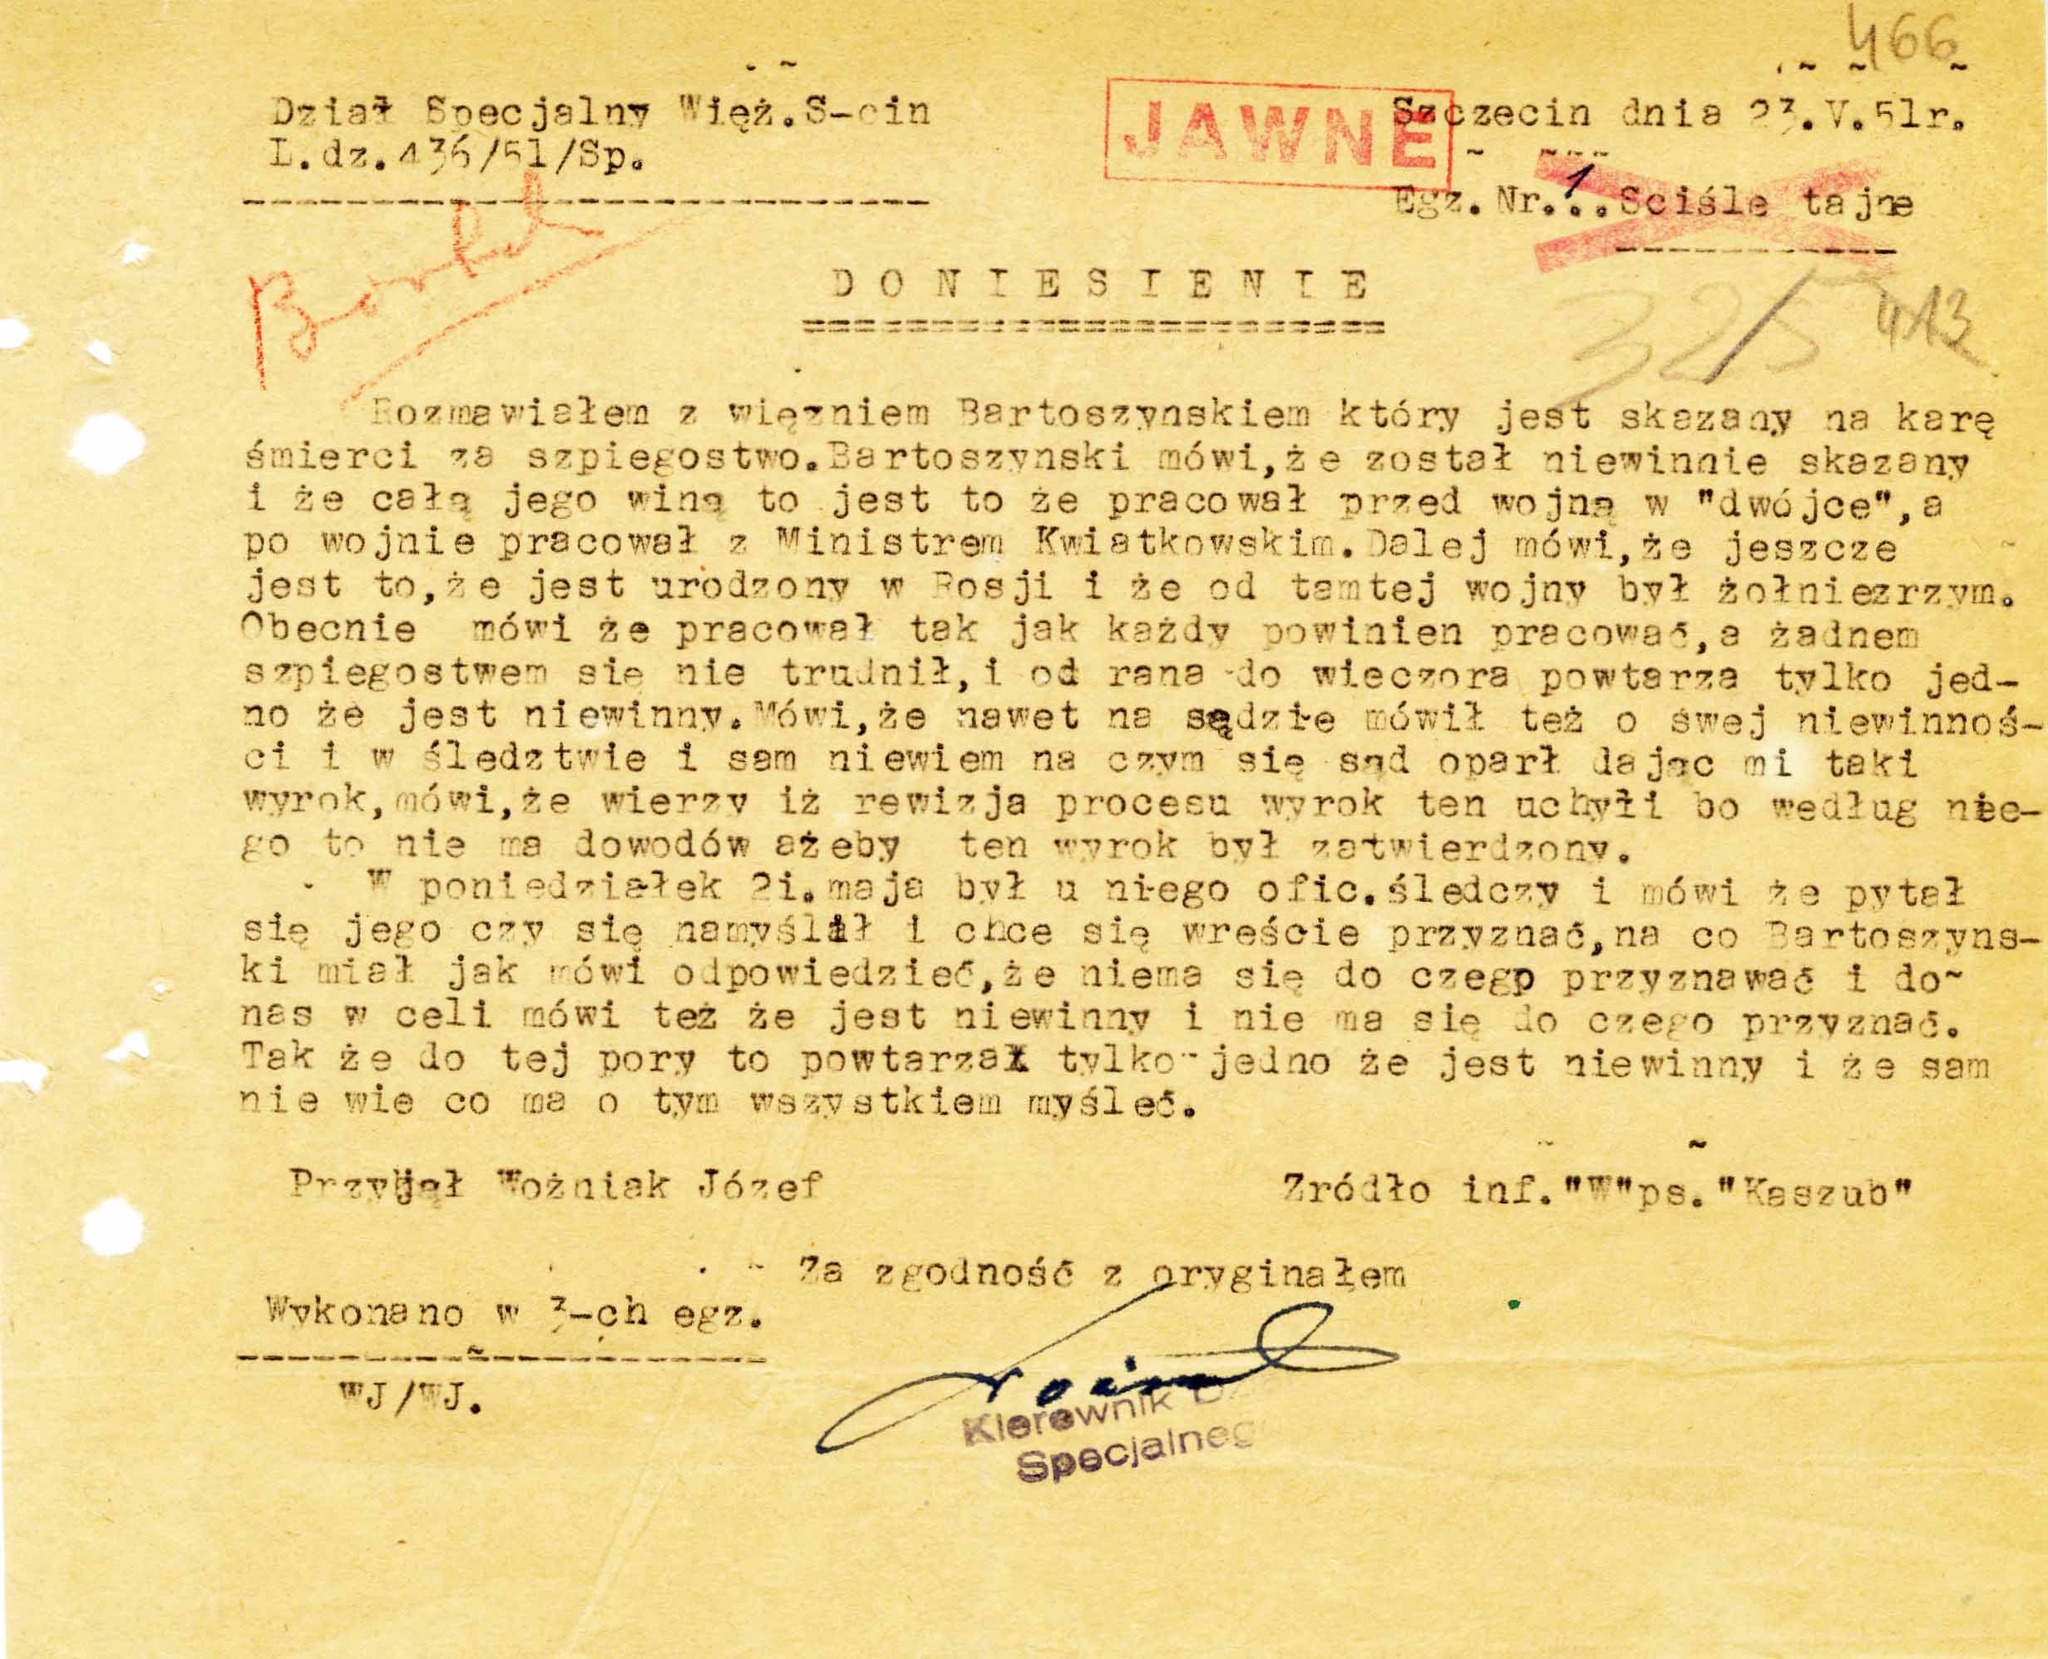 466
Dział Specjalny Więż.S-cin
JAWNE
Szczecin dnia 23.V.51r.
L.dz.436/51/Sp.
Egz.Nr.1..Sciśle tajne
D O N I E S I E N I E
325 413
Rozmawiałem z więzniem Bartoszynskiem który jest skazany na karę
śmierci za szpiegostwo.Bartoszynski mówi,że został niewinnie skazany
i że całą jego winą to jest to że pracował przed wojną w "dwójce",a
po wojnie pracował z Ministrem Kwiatkowskim.Dalej mówi,że jeszcze
jest to,że jest urodzony w Rosji i że od tamtej wojny był żołniezrzym.
Obecnie mówi że pracował tak jak każdy powinien pracować,a żadnem
szpiegostwem się nie trudnił,i od rana do wieczora powtarza tylko jed-
no że jest niewinny.Mówi,że nawet na sądzie mówił też o swej niewinnoś-
ci i w śledztwie i sam niewiem na czym się sąd oparł dając mi taki
wyrok,mówi,że wierzy iż rewizja procesu wyrok ten uchyłi bo według nie-
go to nie ma dowodów ażeby ten wyrok był zatwierdzony.
W poniedziałek 2i.maja był u niego ofic.śledczy i mówi że pytał
się jego czy się namyślił i chce się wreście przyznać,na co Bartoszyns-
ki miał jak mówi odpowiedzieć,że niema się do czegp przyznawać i do~
nas w celi mówi też że jest niewinny i nie ma się do czego przyznać.
Tak że do tej pory to powtarzał tylko jedno że jest niewinny i że sam
nie wie co ma o tym wszystkiem myśleć.
Przyjął Woźniak Józef
Zródło inf."W"ps."Kaszub"
Za zgodność z oryginałem
Wykonano w 3-ch egz.
WJ/WJ.
Kierownik
Specjalnego